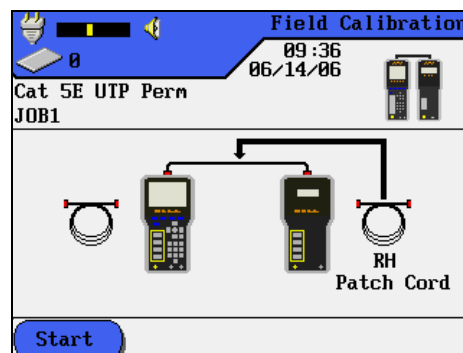 Field Calibration
09:36
0
06/14/06
Cat 5E UTP Perm
JOB1
RH
Patch Cord
Start